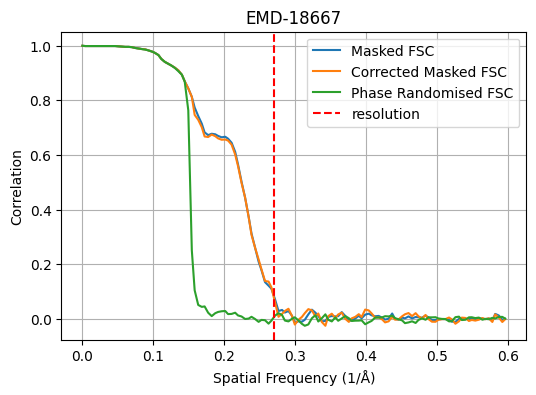 EMD-18667
Masked FSC
Corrected Masked FSC
Phase Randomised FSC
resolution
Correlation
1.0
0.8
0.6
0.4
0.2
0.0
0.0 0.1 0.2 0.3 0.4 0.5 0.6
Spatial Frequency (1/Å)